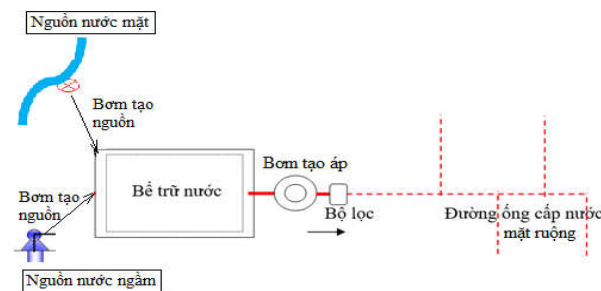 Nguồn nước mặt
Bơm tạo
nguồn
Bơm tạo áp
Bể trữ nước
Bơm tạo
nguồn
Bộ lọc
Đường ống cấp nước
mặt ruộng
Nguồn nước ngầm